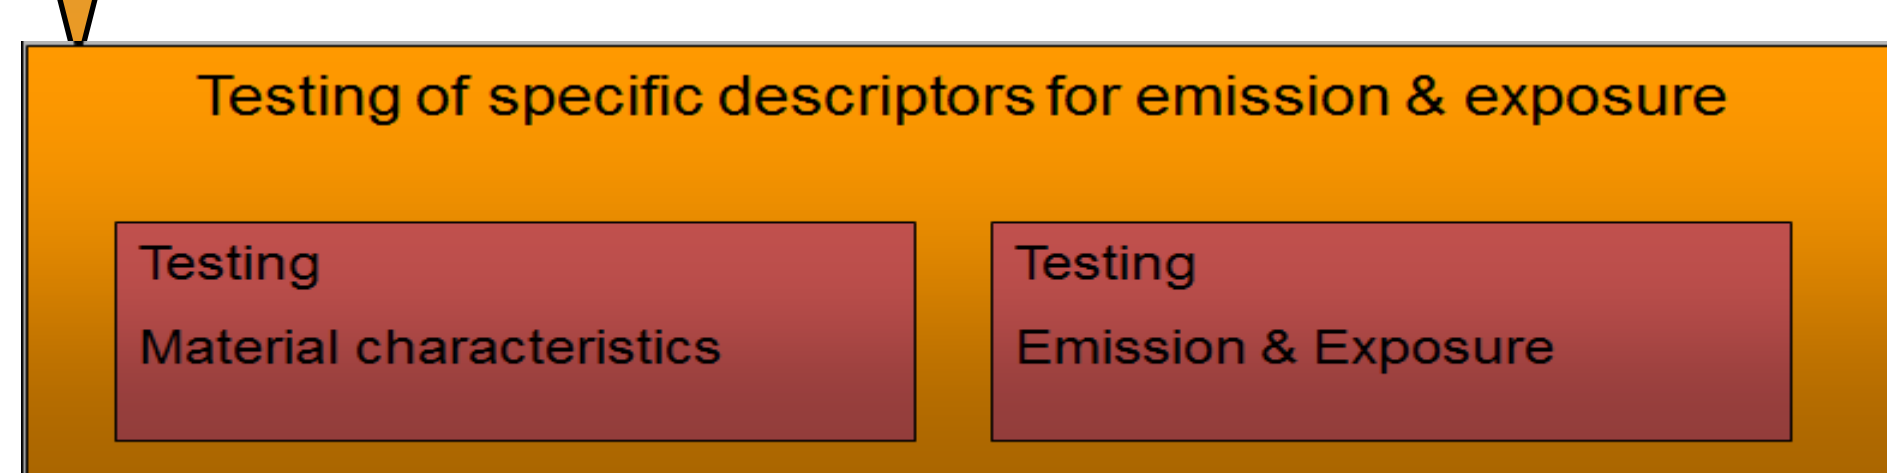 Testing of specific descriptors for emission & exposure
Testing
Material characteristics
Testing
Emission & Exposure